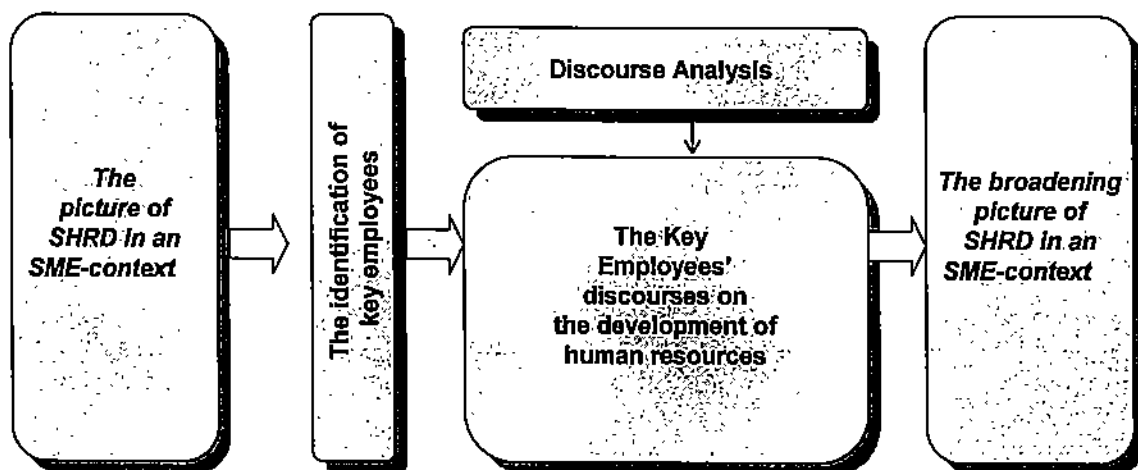 The
picture of
SHRD in an
SME-context
The identification of
key employees
Discourse Analysis
The Key
Employees'
discourses on
the development of
human resources
The broadening
picture of
SHRD in an
SME-context